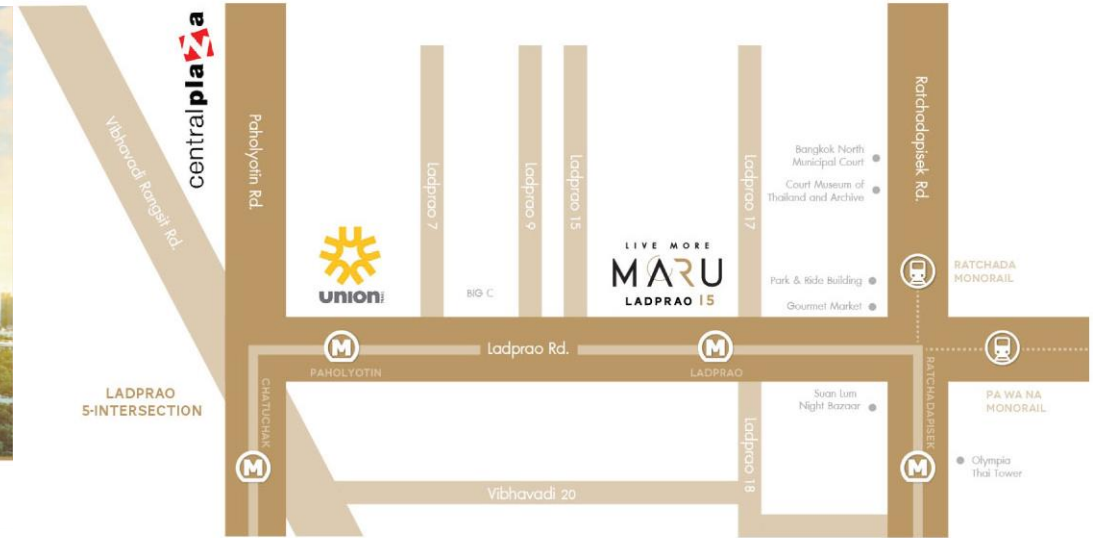 centralplaza
Vibhavadi Rangsit Rd.
Paholyotin Rd.
Ladprao 7
Ladprao 9
Ladprao 15
Ladprao 17
Ratchadapisek Rd.
Bangkok North
Municipal Court
Court Museum of
Thailand and Archive
UNION
BIG C
LIVE MORE
MARU
LADPRAO 15
Park & Ride Building
Gourmet Market
RATCHADA
MONORAIL
M
Ladprao Rd.
M
PAHOLYOTIN
LADPRAO
LADPRAO
5-INTERSECTION
CHATUCHAK
Suan Lum
Night Bazaar
RATCHADAPISEK
PA WA NA
MONORAIL
Ladprao 18
M
M
Olympia
Thai Tower
Vibhavadi 20